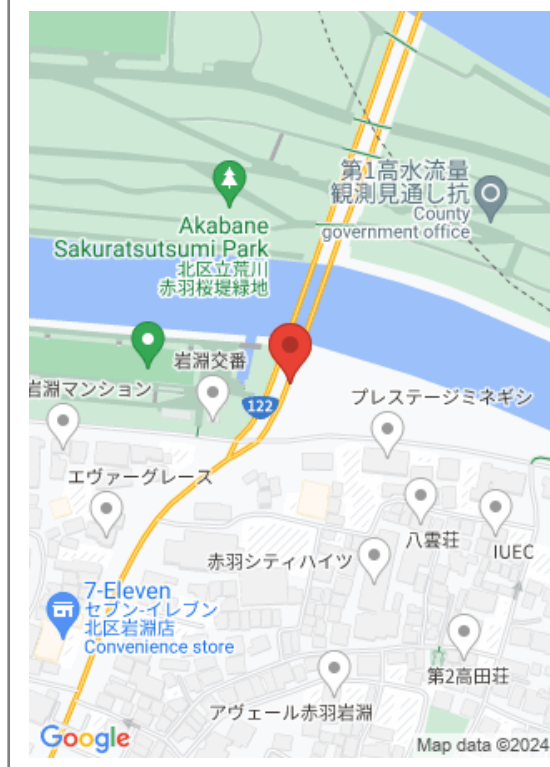 第1高水流量
観測見通し杭
County
government office
Akabane
Sakuratsutsumi Park
北区立荒川
赤羽桜堤緑地
岩淵交番
岩淵マンション
122
プレステージミネギシ
エヴァーグレース
八雲荘
IUEC
赤羽シティハイツ
7-Eleven
セブン-イレブン
北区岩淵店
Convenience store
第2高田荘
アヴェール赤羽岩淵
Google
Map data ©2024